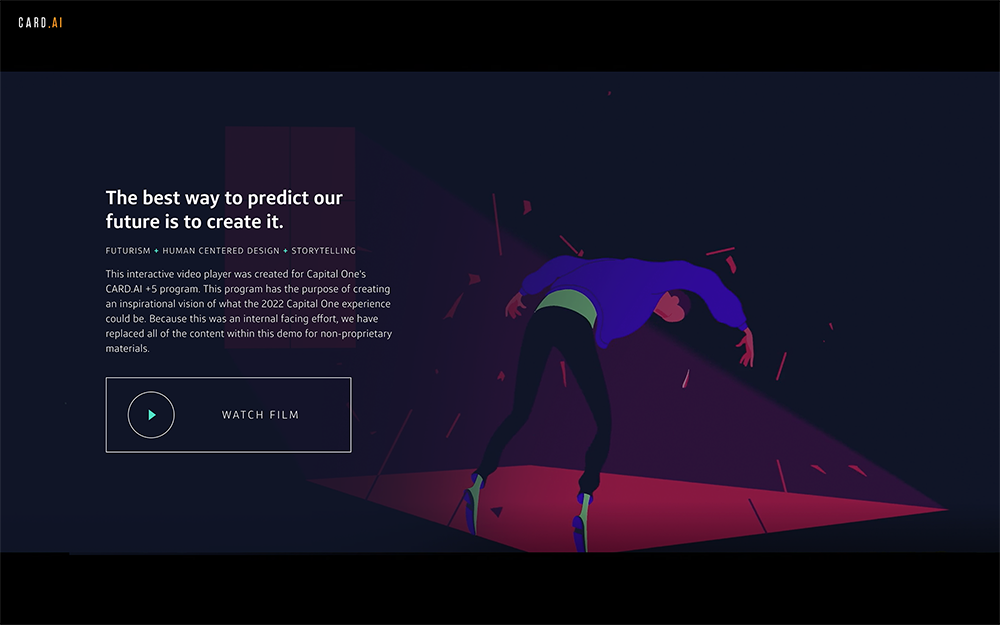 CARD.AI
The best way to predict our
future is to create it.
FUTURISM + HUMAN CENTERED DESIGN + STORYTELLING
This interactive video player was created for Capital One's
CARD.AI +5 program. This program has the purpose of creating
an inspirational vision of what the 2022 Capital One experience
could be. Because this was an internal facing effort, we have
replaced all of the content within this demo for non-proprietary
materials.
WATCH FILM